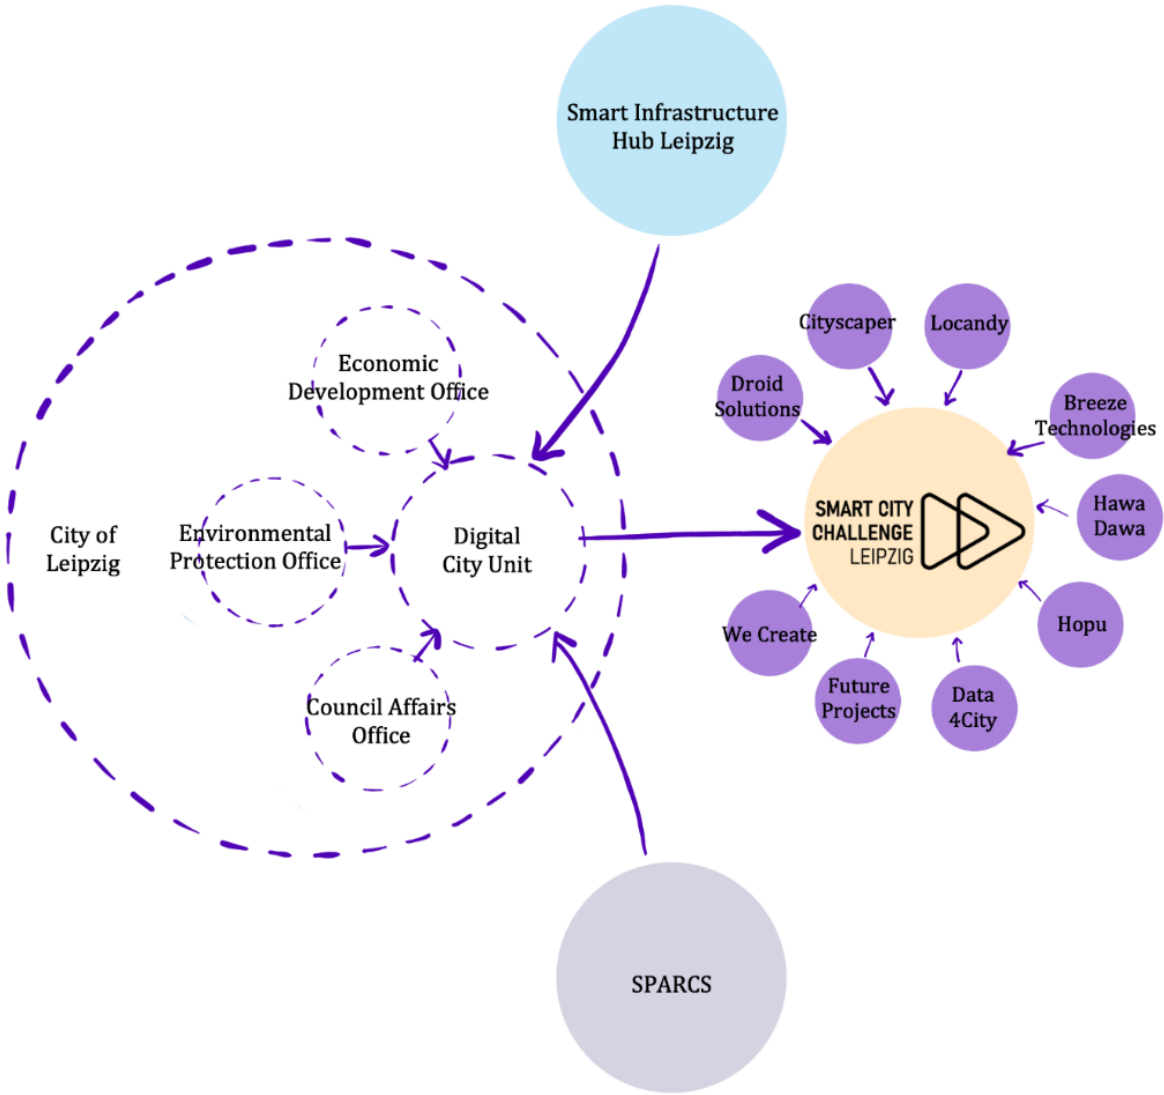 Smart Infrastructure
Hub Leipzig
Economic
Development Office
City of
Leipzig
Environmental
Protection Office
Digital
City Unit
Council Affairs
Office
SPARCS
Cityscaper
Locandy
Droid
Solutions
Breeze
Technologies
SMART CITY
CHALLENGE
LEIPZIG
Hawa
Dawa
We Create
Hopu
Future
Projects
Data
4City